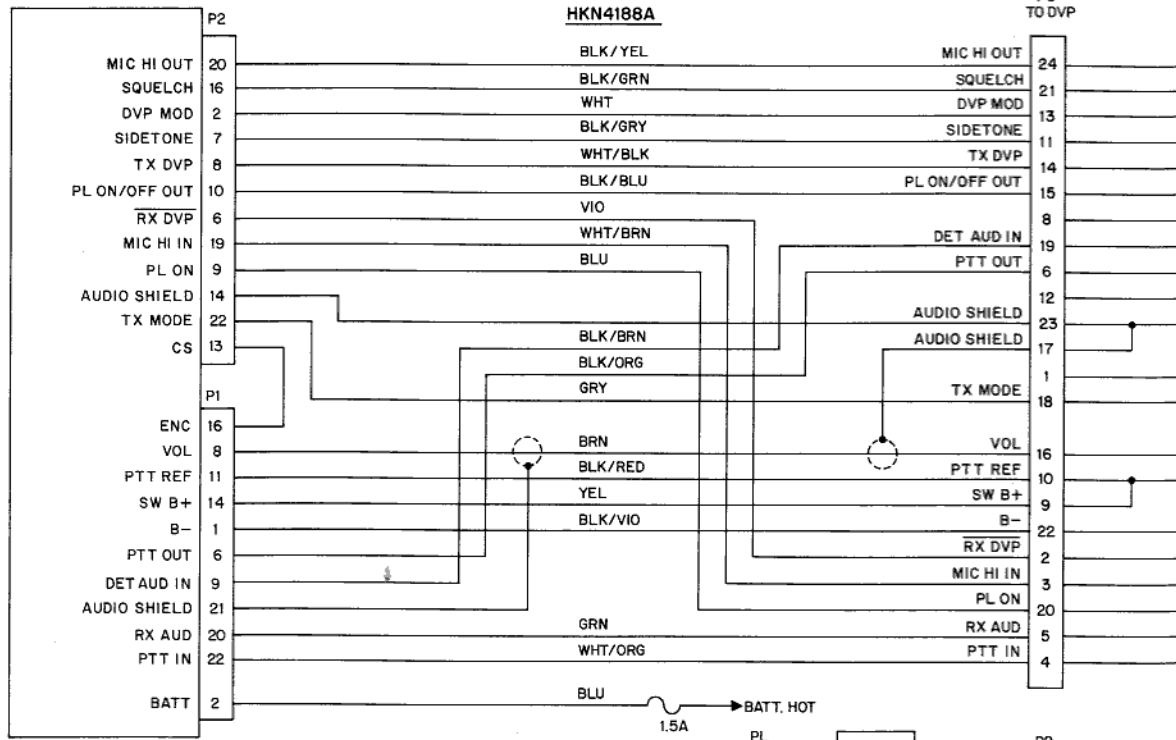 HKN4188A
TO DVP
P2
MIC HI OUT 20 BLK/YEL MIC HI OUT 24
SQUELCH 16 BLK/GRN SQUELCH 21
DVP MOD 2 WHT DVP MOD 13
SIDETONE 7 BLK/GRY SIDETONE 11
TX DVP 8 WHT/BLK TX DVP 14
PL ON/OFF OUT 10 BLK/BLU PL ON/OFF OUT 15
RX DVP 6 VIO 8
MIC HI IN 19 WHT/BRN DET AUD IN 19
PL ON 9 BLU PTT OUT 6
AUDIO SHIELD 14 12
TX MODE 22 AUDIO SHIELD 23
CS 13 BLK/BRN AUDIO SHIELD 17
BLK/ORG 1
P1 GRY TX MODE 18
ENC 16
VOL 8 BRN VOL 16
PTT REF 11 BLK/RED PTT REF 10
SW B+ 14 YEL SW B+ 9
B- 1 BLK/VIO B- 22
PTT OUT 6 RX DVP 2
DET AUD IN 9 MIC HI IN 3
AUDIO SHIELD 21 PL ON 20
RX AUD 20 GRN RX AUD 5
PTT IN 22 WHT/ORG PTT IN 4
BATT 2 BLU BATT. HOT
1.5A